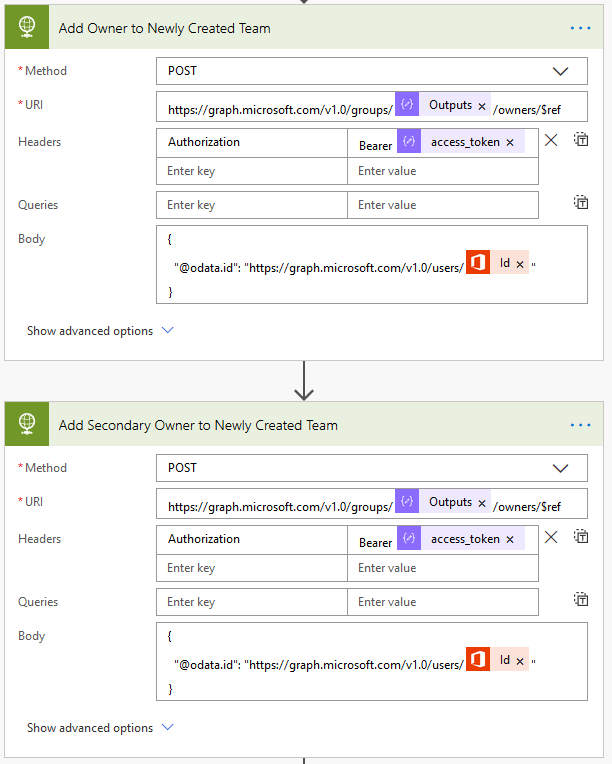 Add Owner to Newly Created Team
* Method POST
* URI https://graph.microsoft.com/v1.0/groups/ Outputs × /owners/$ref
Headers Authorization Bearer access_token ×
Enter key Enter value
Queries Enter key Enter value
Body {
"@odata.id": "https://graph.microsoft.com/v1.0/users/ Id × "
}
Show advanced options
Add Secondary Owner to Newly Created Team
* Method POST
* URI https://graph.microsoft.com/v1.0/groups/ Outputs × /owners/$ref
Headers Authorization Bearer access_token ×
Enter key Enter value
Queries Enter key Enter value
Body {
"@odata.id": "https://graph.microsoft.com/v1.0/users/ Id × "
}
Show advanced options